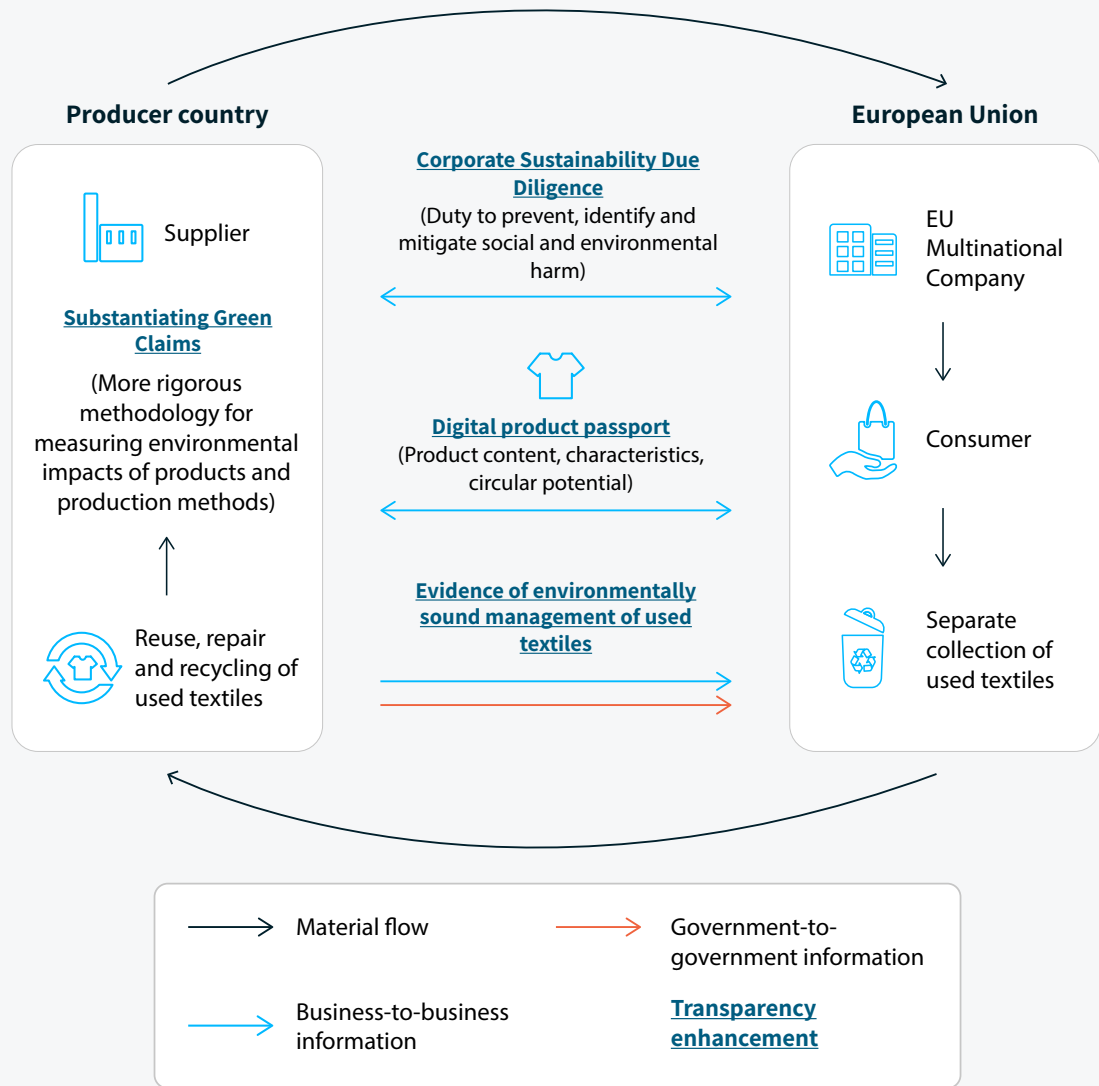 Producer country
European Union
Supplier
Substantiating Green
Claims
(More rigorous
methodology for
measuring environmental
impacts of products and
production methods)
Reuse, repair
and recycling of
used textiles
Corporate Sustainability Due
Diligence
(Duty to prevent, identify and
mitigate social and environmental
harm)
Digital product passport
(Product content, characteristics,
circular potential)
Evidence of environmentally
sound management of used
textiles
EU
Multinational
Company
Consumer
Separate
collection of
used textiles
Material flow
Business-to-business
information
Government-to-
government information
Transparency
enhancement